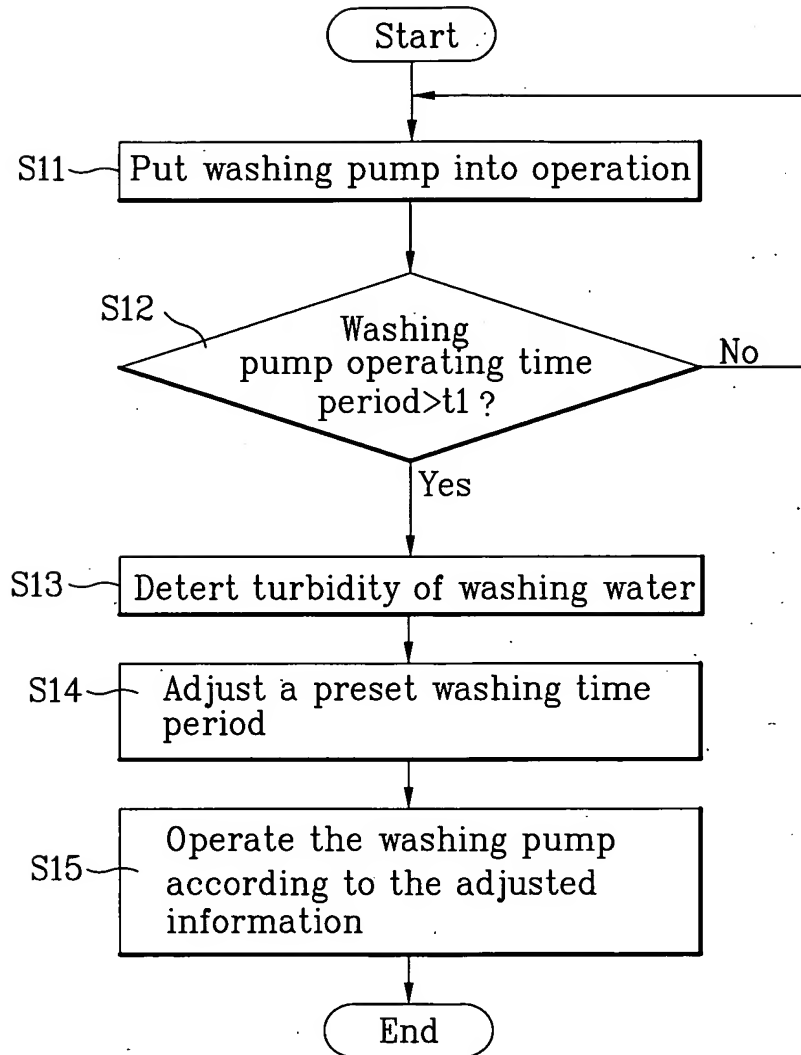 Start
S11
Put washing pump into operation
S12
Washing
pump operating time
period>t1?
No
Yes
S13
Detert turbidity of washing water
S14
Adjust a preset washing time
period
S15
Operate the washing pump
according to the adjusted
information
End